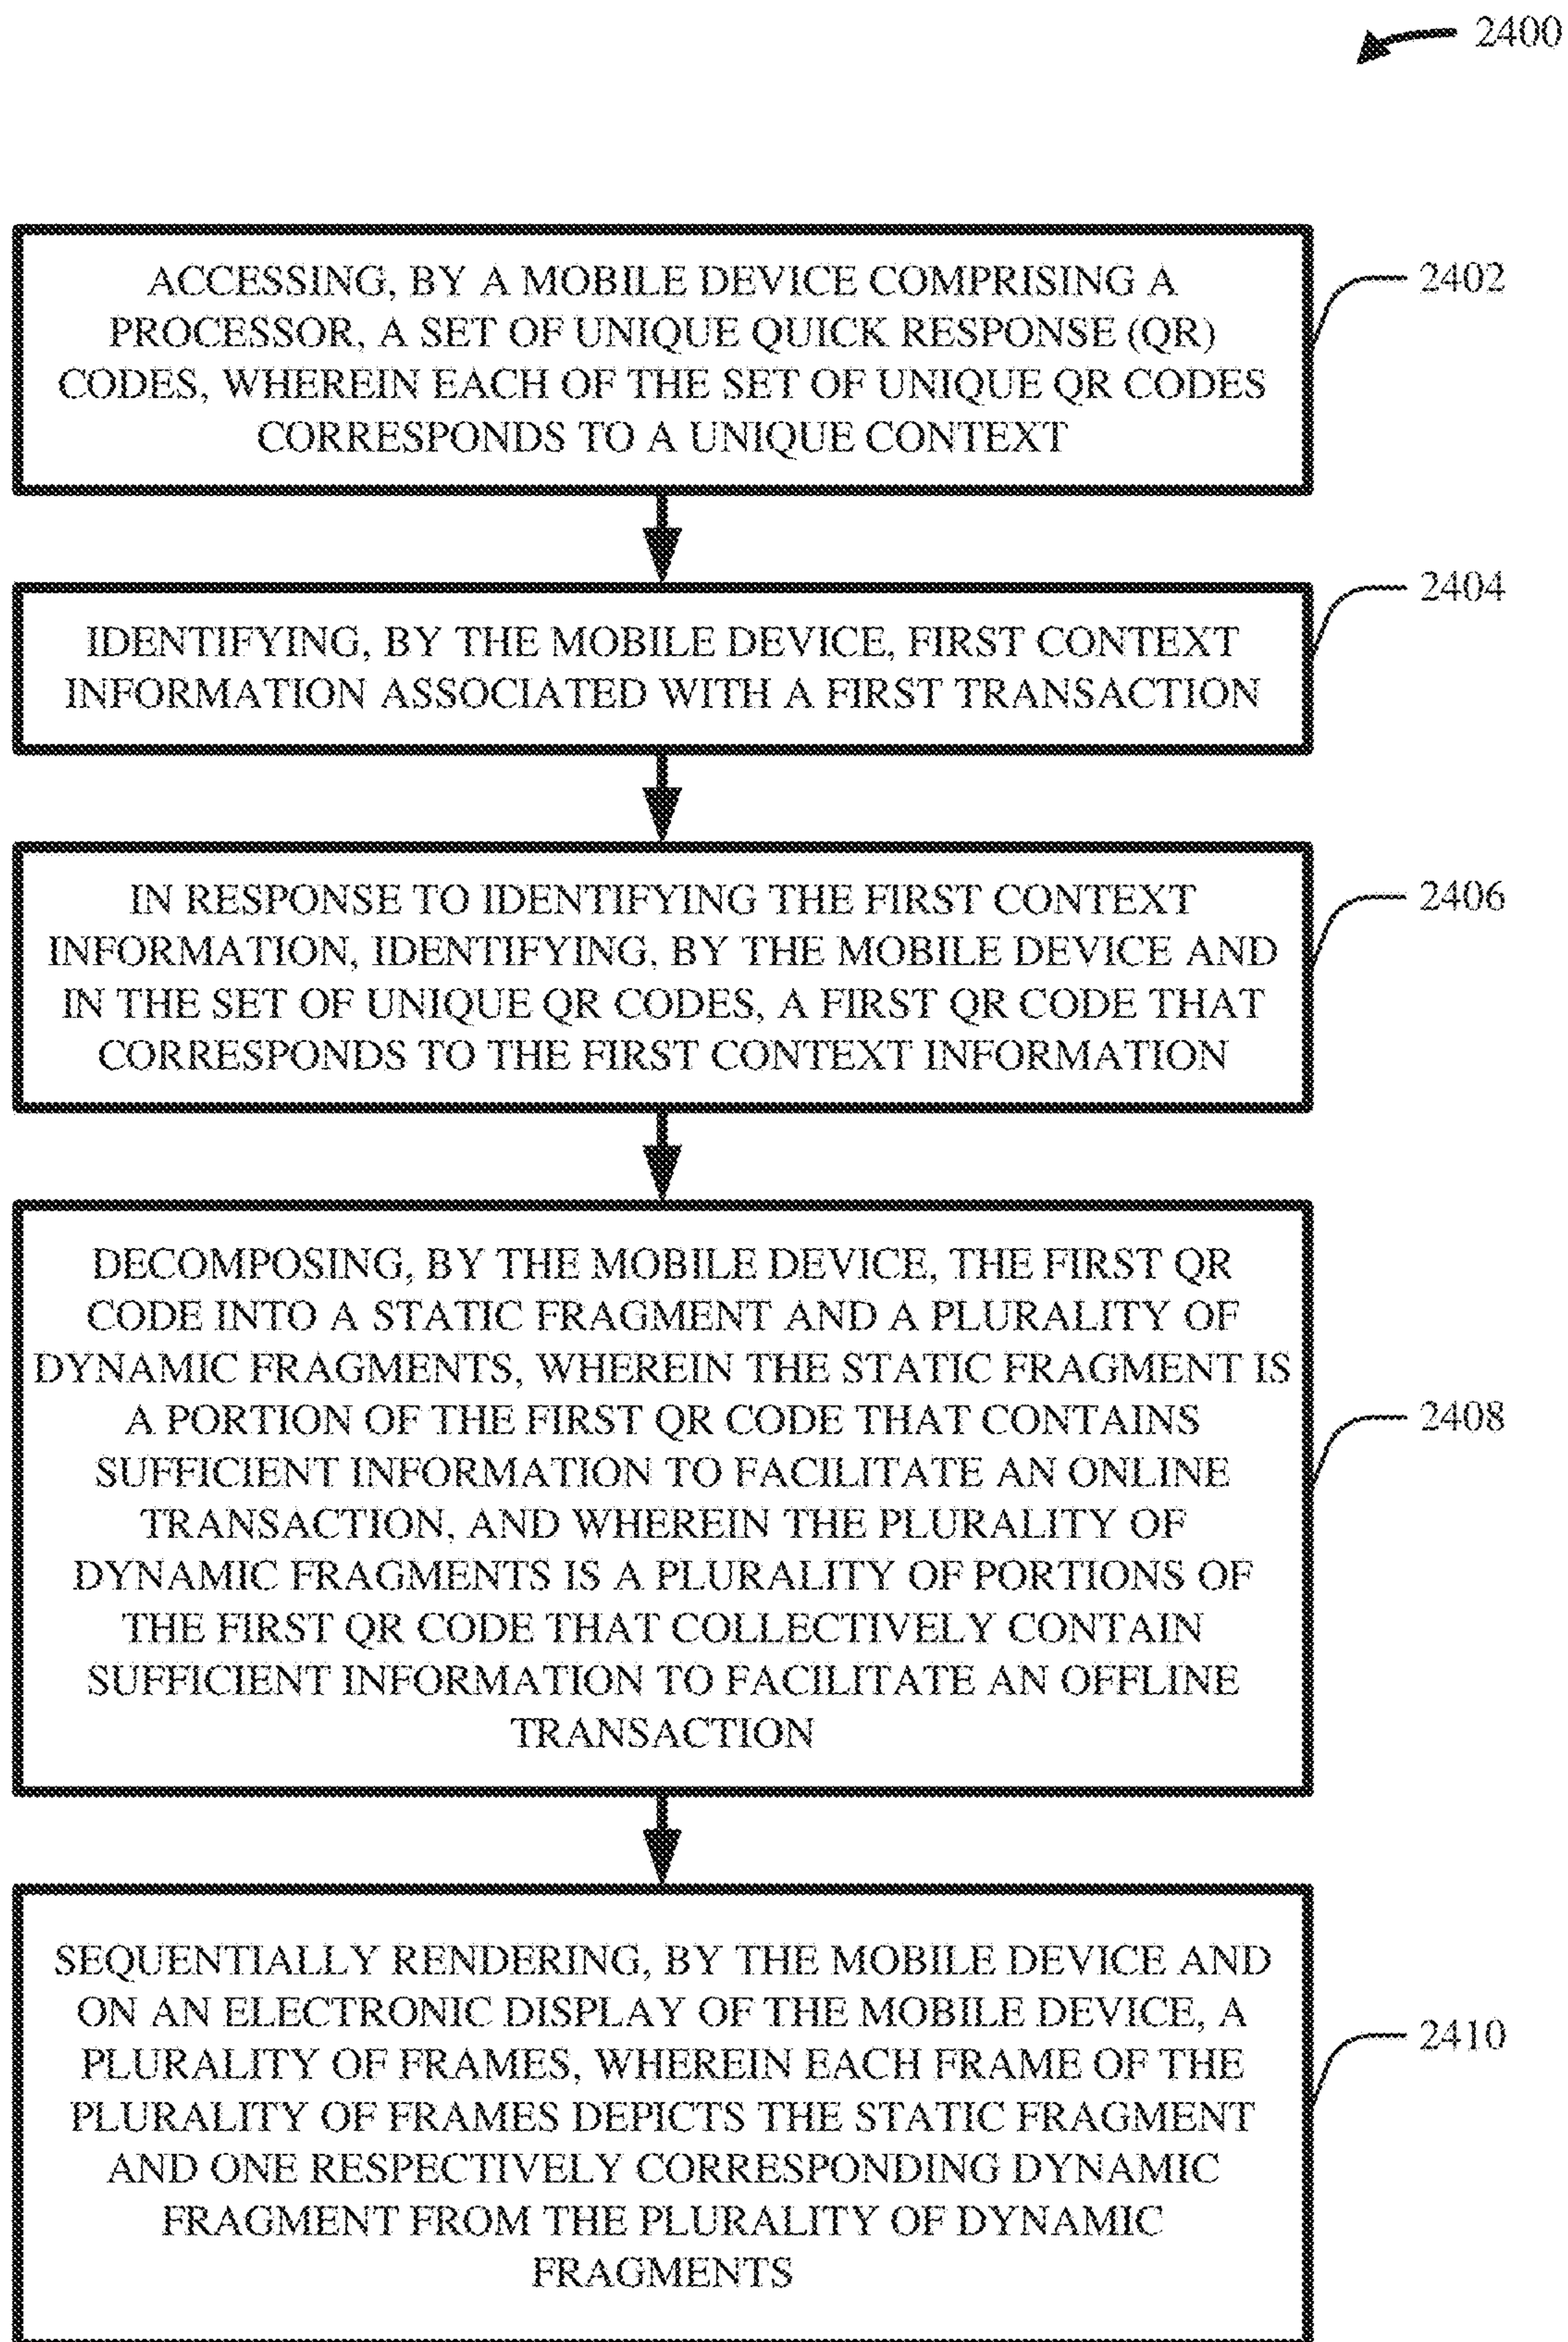 2400
ACCESSING, BY A MOBILE DEVICE COMPRISING A
PROCESSOR, A SET OF UNIQUE QUICK RESPONSE (QR)
CODES, WHEREIN EACH OF THE SET OF UNIQUE QR CODES
CORRESPONDS TO A UNIQUE CONTEXT
2402
IDENTIFYING, BY THE MOBILE DEVICE, FIRST CONTEXT
INFORMATION ASSOCIATED WITH A FIRST TRANSACTION
2404
IN RESPONSE TO IDENTIFYING THE FIRST CONTEXT
INFORMATION, IDENTIFYING, BY THE MOBILE DEVICE AND
IN THE SET OF UNIQUE QR CODES, A FIRST QR CODE THAT
CORRESPONDS TO THE FIRST CONTEXT INFORMATION
2406
DECOMPOSING, BY THE MOBILE DEVICE, THE FIRST QR
CODE INTO A STATIC FRAGMENT AND A PLURALITY OF
DYNAMIC FRAGMENTS, WHEREIN THE STATIC FRAGMENT IS
A PORTION OF THE FIRST QR CODE THAT CONTAINS
SUFFICIENT INFORMATION TO FACILITATE AN ONLINE
TRANSACTION, AND WHEREIN THE PLURALITY OF
DYNAMIC FRAGMENTS IS A PLURALITY OF PORTIONS OF
THE FIRST QR CODE THAT COLLECTIVELY CONTAIN
SUFFICIENT INFORMATION TO FACILITATE AN OFFLINE
TRANSACTION
2408
SEQUENTIALLY RENDERING, BY THE MOBILE DEVICE AND
ON AN ELECTRONIC DISPLAY OF THE MOBILE DEVICE, A
PLURALITY OF FRAMES, WHEREIN EACH FRAME OF THE
PLURALITY OF FRAMES DEPICTS THE STATIC FRAGMENT
AND ONE RESPECTIVELY CORRESPONDING DYNAMIC
FRAGMENT FROM THE PLURALITY OF DYNAMIC
FRAGMENTS
2410